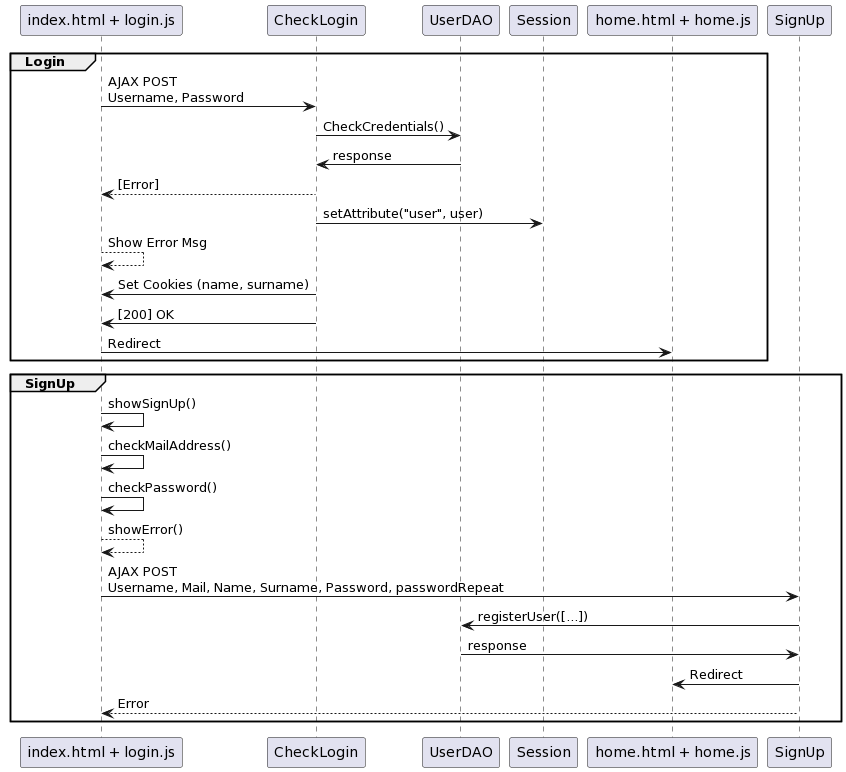 index.html + login.js
CheckLogin
UserDAO
Session
home.html + home.js
SignUp
Login
AJAX POST
Username, Password
CheckCredentials()
response
[Error]
setAttribute("user", user)
Show Error Msg
Set Cookies (name, surname)
[200] OK
Redirect
SignUp
showSignUp()
checkMailAddress()
checkPassword()
showError()
AJAX POST
Username, Mail, Name, Surname, Password, passwordRepeat
registerUser([...])
response
Redirect
Error
index.html + login.js
CheckLogin
UserDAO
Session
home.html + home.js
SignUp